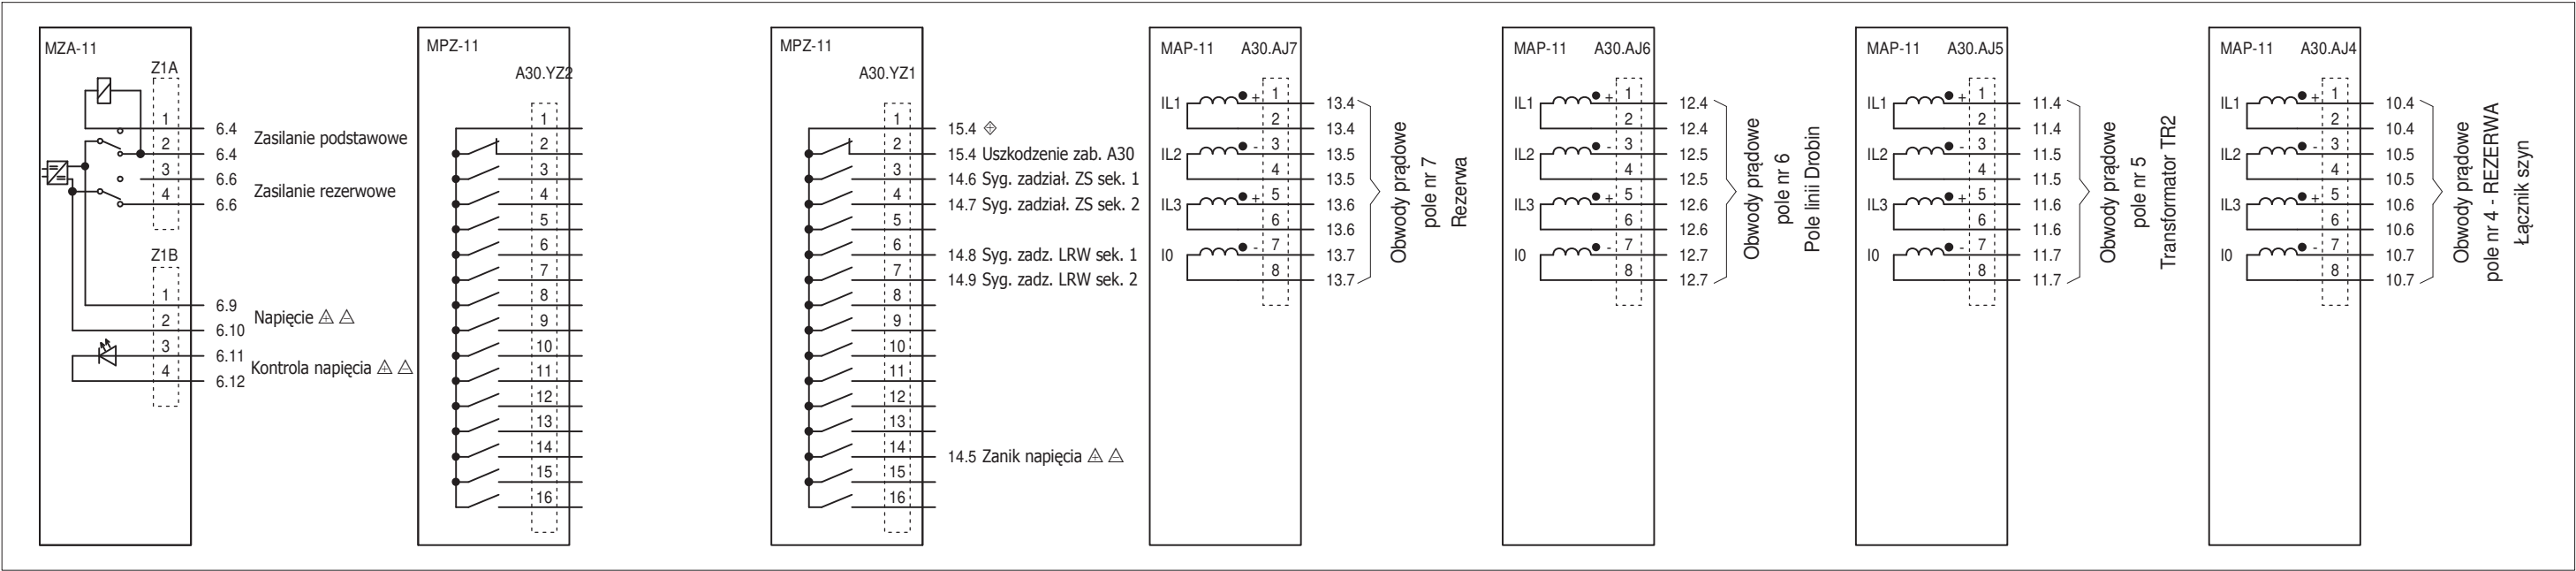 MZA-11
Z1A
1
6.4
Zasilanie podstawowe
2
6.4
3
6.6
Zasilanie rezerwowe
4
6.6
Z1B
1
6.9
Napięcie
2
6.10
3
6.11
Kontrola napięcia
4
6.12
MPZ-11
A30.YZ2
1
2
3
4
5
6
7
8
9
10
11
12
13
14
15
16
MPZ-11
A30.YZ1
1
15.4
2
15.4 Uszkodzenie zab. A30
3
14.6 Syg. zadział. ZS sek. 1
4
14.7 Syg. zadział. ZS sek. 2
5
6
14.8 Syg. zadz. LRW sek. 1
7
14.9 Syg. zadz. LRW sek. 2
8
9
10
11
12
13
14
14.5 Zanik napięcia
15
16
MAP-11 A30.AJ7
IL1 + 1 13.4
2 13.4
IL2 - 3 13.5
4 13.5
IL3 + 5 13.6
6 13.6
I0 - 7 13.7
8 13.7
Obwody prądowe
pole nr 7
Rezerwa
MAP-11 A30.AJ6
IL1 + 1 12.4
2 12.4
IL2 - 3 12.5
4 12.5
IL3 + 5 12.6
6 12.6
I0 - 7 12.7
8 12.7
Obwody prądowe
pole nr 6
Pole linii Drobin
MAP-11 A30.AJ5
IL1 + 1 11.4
2 11.4
IL2 - 3 11.5
4 11.5
IL3 + 5 11.6
6 11.6
I0 - 7 11.7
8 11.7
Obwody prądowe
pole nr 5
Transformator TR2
MAP-11 A30.AJ4
IL1 + 1 10.4
2 10.4
IL2 - 3 10.5
4 10.5
IL3 + 5 10.6
6 10.6
I0 - 7 10.7
8 10.7
Obwody prądowe
pole nr 4 - REZERWA
Łącznik szyn